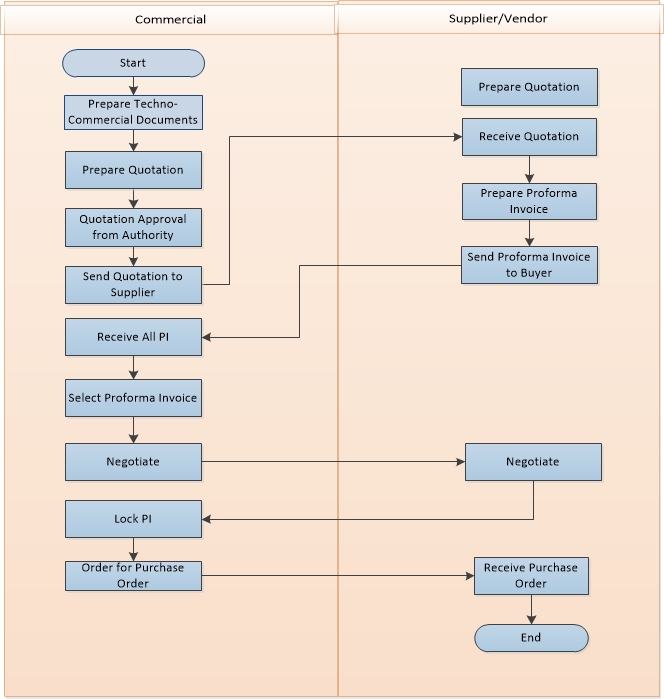 Commercial
Supplier/Vendor
Start
Prepare Techno-
Commercial Documents
Prepare Quotation
Quotation Approval
from Authority
Send Quotation to
Supplier
Receive All PI
Select Proforma Invoice
Negotiate
Lock PI
Order for Purchase
Order
Prepare Quotation
Receive Quotation
Prepare Proforma
Invoice
Send Proforma Invoice
to Buyer
Negotiate
Receive Purchase
Order
End